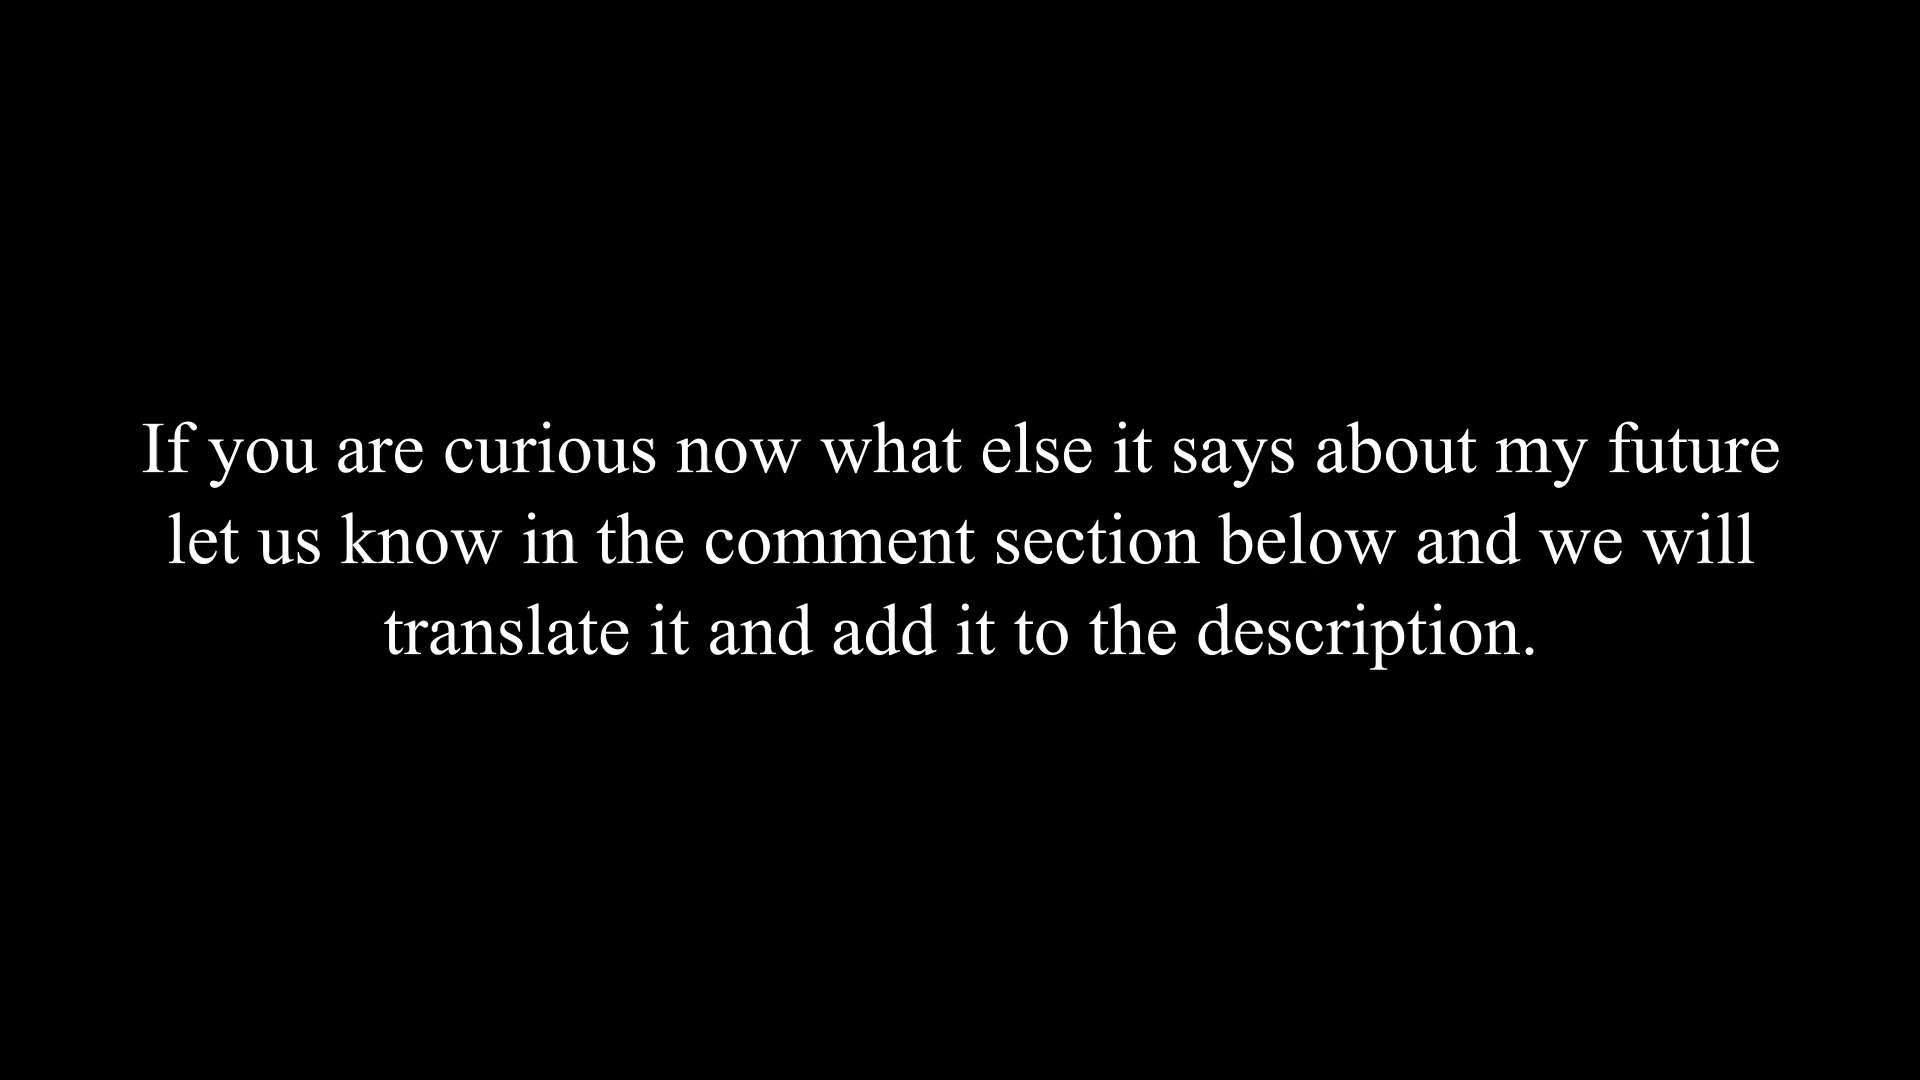 If you are curious now what else it says about my future
let us know in the comment section below and we will
translate it and add it to the description.